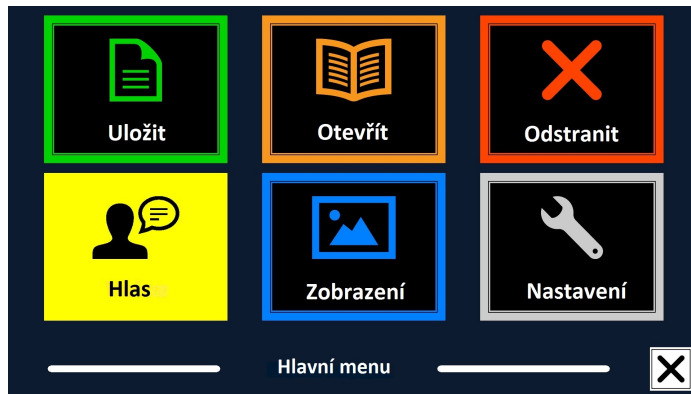 Uložit
Otevřít
Odstranit
Hlas
Zobrazení
Nastavení
Hlavní menu